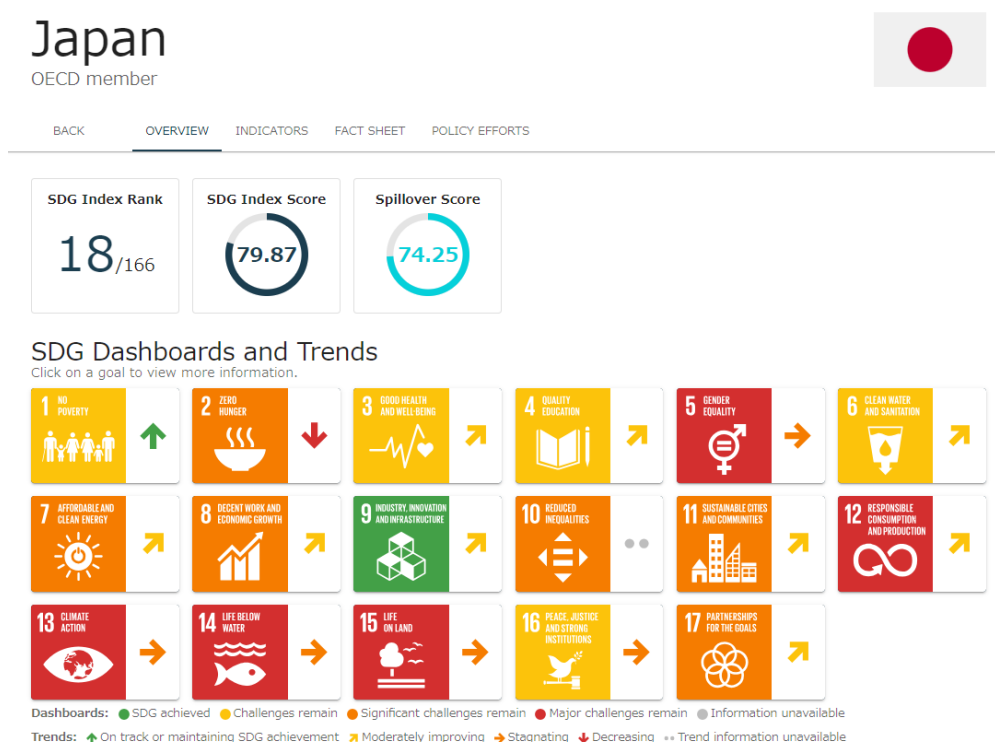 Japan
OECD member
BACK OVERVIEW INDICATORS FACT SHEET POLICY EFFORTS
SDG Index Rank
18/166
SDG Index Score
79.87
Spillover Score
74.25
SDG Dashboards and Trends
Click on a goal to view more information.
1 NO
POVERTY
2 ZERO
HUNGER
3 GOOD HEALTH
AND WELL-BEING
4 QUALITY
EDUCATION
5 GENDER
EQUALITY
6 CLEAN WATER
AND SANITATION
7 AFFORDABLE AND
CLEAN ENERGY
8 DECENT WORK AND
ECONOMIC GROWTH
9 INDUSTRY, INNOVATION
AND INFRASTRUCTURE
10 REDUCED
INEQUALITIES
11 SUSTAINABLE CITIES
AND COMMUNITIES
12 RESPONSIBLE
CONSUMPTION
AND PRODUCTION
13 CLIMATE
ACTION
14 LIFE BELOW
WATER
15 LIFE
ON LAND
16 PEACE, JUSTICE
AND STRONG
INSTITUTIONS
17 PARTNERSHIPS
FOR THE GOALS
Dashboards: SDG achieved Challenges remain Significant challenges remain Major challenges remain Information unavailable
Trends: On track or maintaining SDG achievement Moderately improving Stagnating Decreasing Trend information unavailable